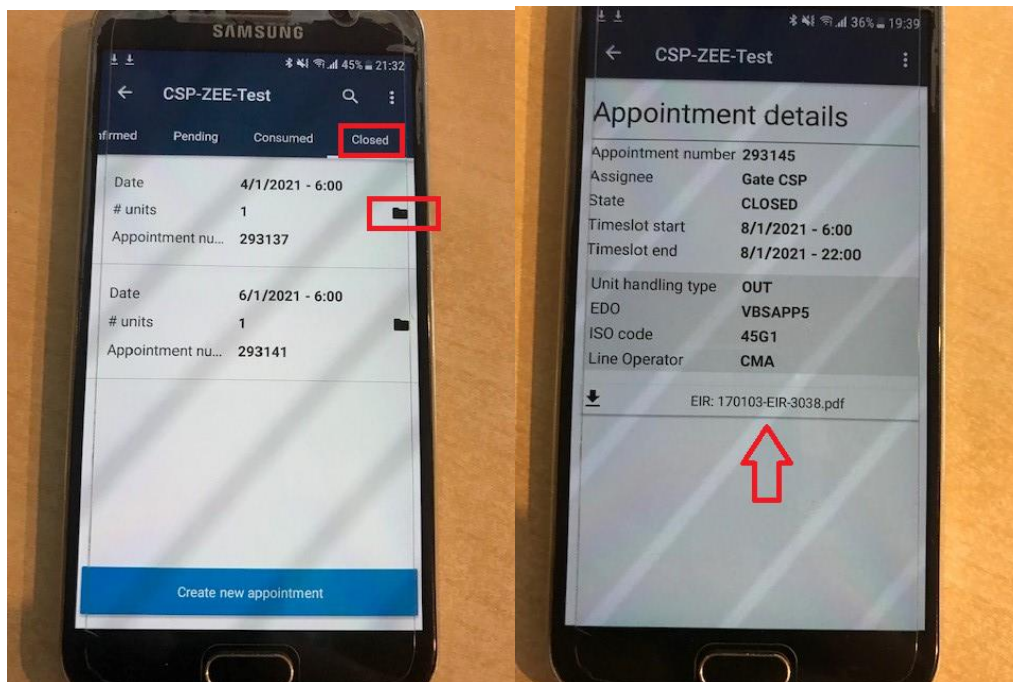 SAMSUNG
45% 21:32
CSP-ZEE-Test
nfirmed Pending Consumed Closed
Date 4/1/2021 - 6:00
# units 1
Appointment nu... 293137
Date 6/1/2021 - 6:00
# units 1
Appointment nu... 293141
Create new appointment
36% 19:39
CSP-ZEE-Test
Appointment details
Appointment number 293145
Assignee Gate CSP
State CLOSED
Timeslot start 8/1/2021 - 6:00
Timeslot end 8/1/2021 - 22:00
Unit handling type OUT
EDO VBSAPP5
ISO code 45G1
Line Operator CMA
EIR: 170103-EIR-3038.pdf